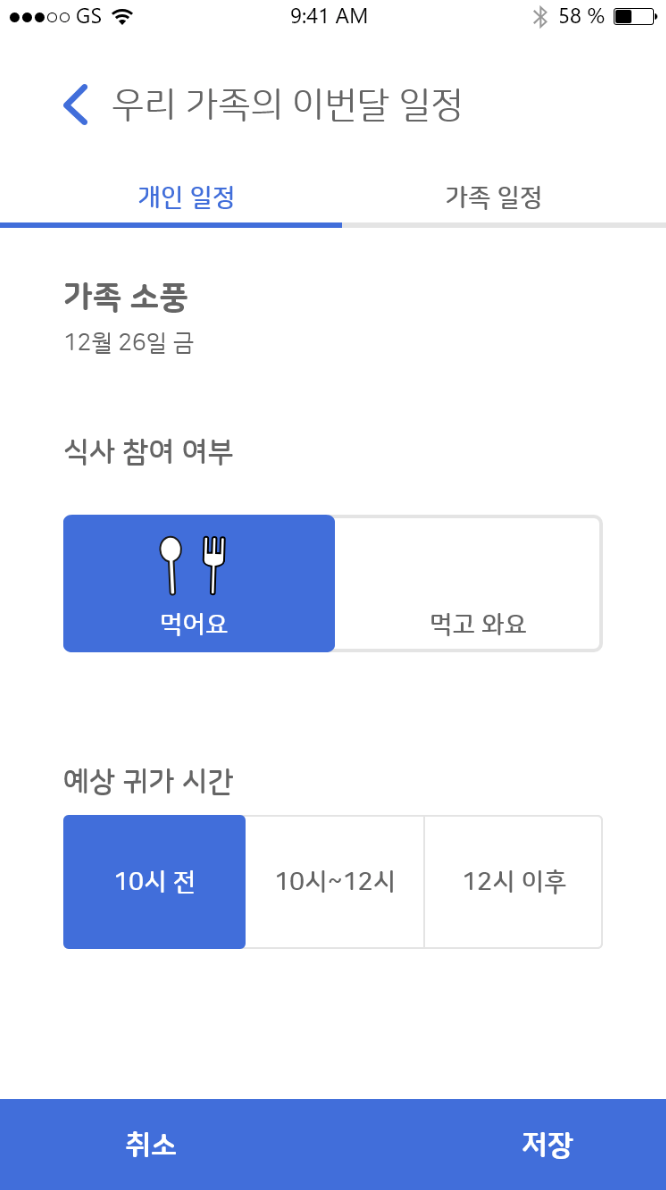 GS 9:41 AM 58 %
우리 가족의 이번달 일정
개인 일정 가족 일정
가족 소풍
12월 26일 금
식사 참여 여부
먹어요 먹고 와요
예상 귀가 시간
10시 전 10시~12시 12시 이후
취소 저장